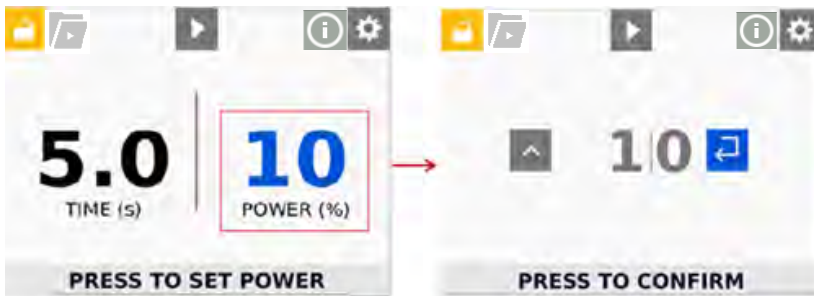 5.0
TIME (s)
10
POWER (%)
PRESS TO SET POWER
10
PRESS TO CONFIRM